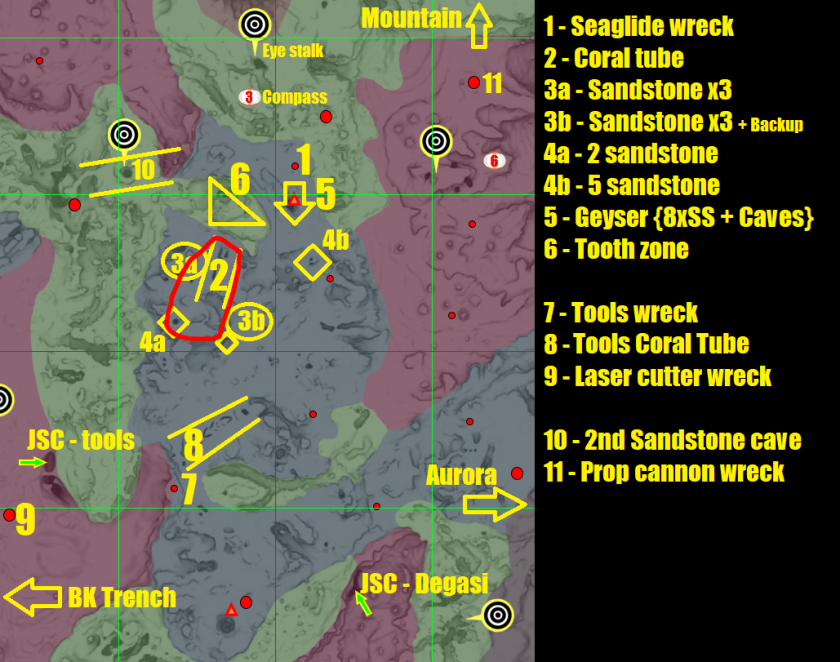 Mountain
Eye stalk
3 Compass
11
10
1
6
6
5
4b
3a
2
3b
4a
JSC - tools
8
Aurora
7
9
JSC - Degasi
BK Trench
1 - Seaglide wreck
2 - Coral tube
3a - Sandstone x3
3b - Sandstone x3 + Backup
4a - 2 sandstone
4b - 5 sandstone
5 - Geyser {8xSS + Caves}
6 - Tooth zone
7 - Tools wreck
8 - Tools Coral Tube
9 - Laser cutter wreck
10 - 2nd Sandstone cave
11 - Prop cannon wreck